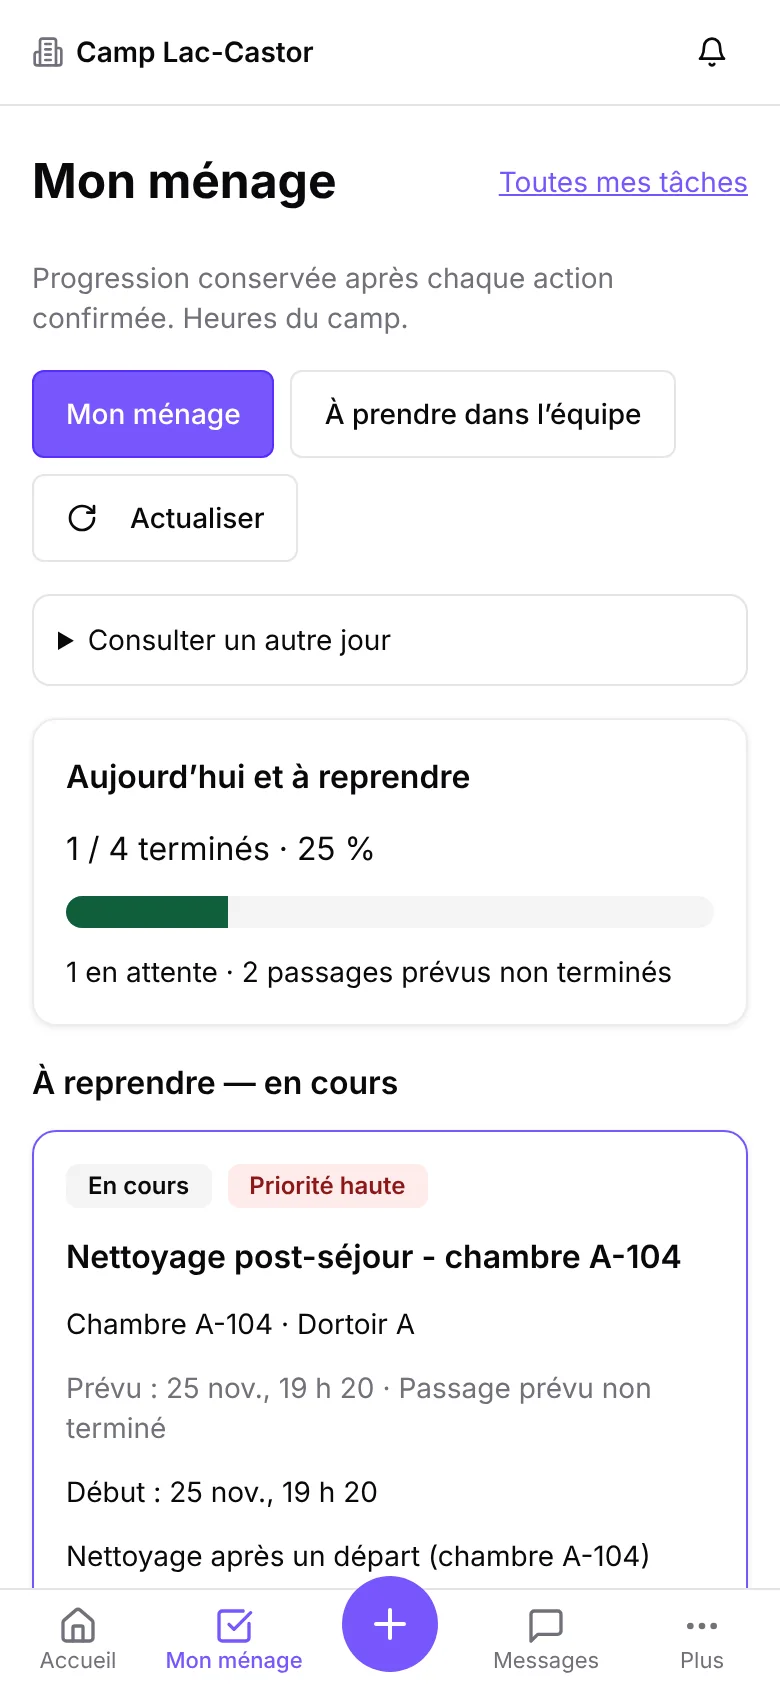 Camp Lac-Castor
Mon ménage
Toutes mes tâches
Progression conservée après chaque action
confirmée. Heures du camp.
Mon ménage
À prendre dans l’équipe
Actualiser
Consulter un autre jour
Aujourd’hui et à reprendre
1 / 4 terminés · 25 %
1 en attente · 2 passages prévus non terminés
À reprendre — en cours
En cours
Priorité haute
Nettoyage post-séjour - chambre A-104
Chambre A-104 · Dortoir A
Prévu : 25 nov., 19 h 20 · Passage prévu non
terminé
Début : 25 nov., 19 h 20
Nettoyage après un départ (chambre A-104)
Accueil
Mon ménage
Messages
Plus